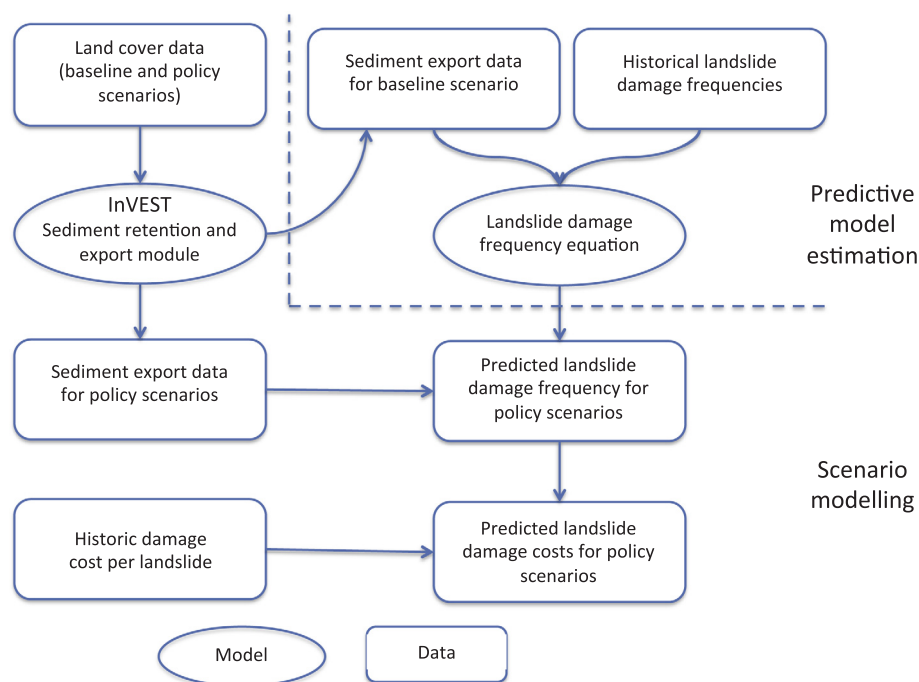 Land cover data
(baseline and policy
scenarios)
Sediment export data
for baseline scenario
Historical landslide
damage frequencies
InVEST
Sediment retention and
export module
Landslide damage
frequency equation
Predictive
model
estimation
Sediment export data
for policy scenarios
Predicted landslide
damage frequency for
policy scenarios
Scenario
modelling
Historic damage
cost per landslide
Predicted landslide
damage costs for policy
scenarios
Model
Data